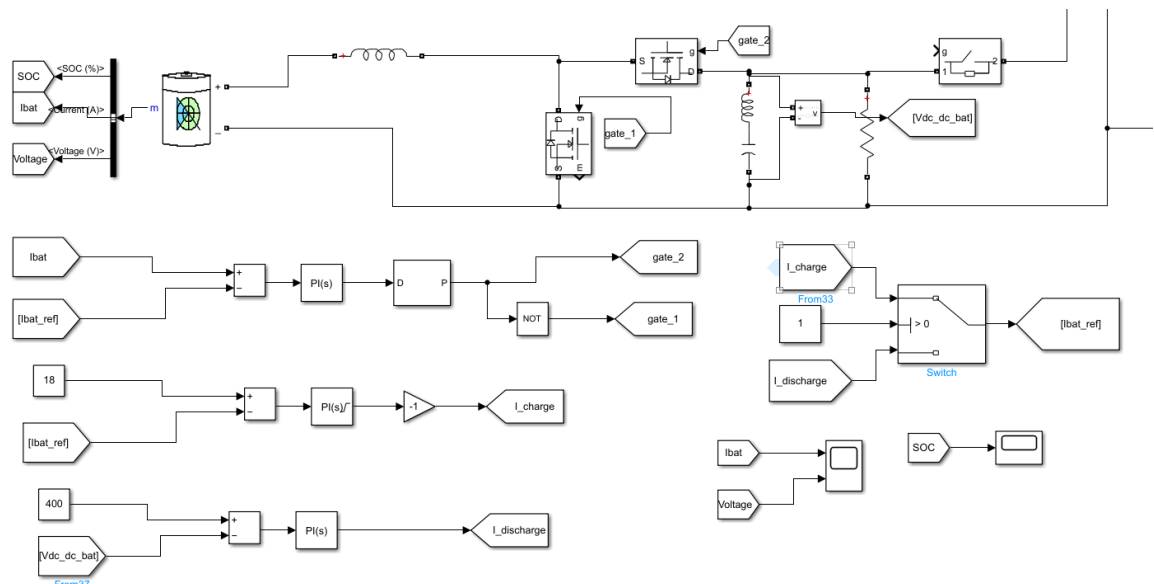 SOC
<SOC (%)>
Ibat
<Current (A)>
Voltage
<Voltage (V)>
m
+
_
+
S
D
g
gate_2
D
g
S
m
gate_1
+
-
v
[Vdc_dc_bat]
g
1
2
Ibat
[Ibat_ref]
+
−
PI(s)
D
P
NOT
gate_2
gate_1
18
[Ibat_ref]
+
−
PI(s)
-1
I_charge
400
[Vdc_dc_bat]
From37
+
−
PI(s)
I_discharge
I_charge
From33
1
I_discharge
> 0
Switch
[Ibat_ref]
Ibat
Voltage
SOC